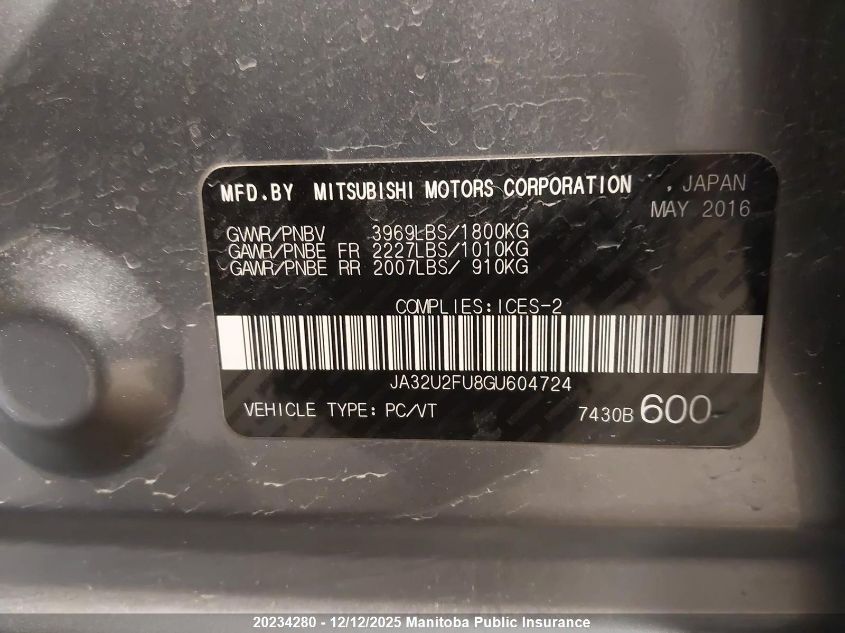 MFD.BY MITSUBISHI MOTORS CORPORATION , JAPAN
MAY 2016
GVWR/PNBV 3969LBS/1800KG
GAWR/PNBE FR 2227LBS/1010KG
GAWR/PNBE RR 2007LBS/ 910KG
COMPLIES:ICES-2
JA32U2FU8GU604724
VEHICLE TYPE: PC/VT 7430B 600
20234280 - 12/12/2025 Manitoba Public Insurance